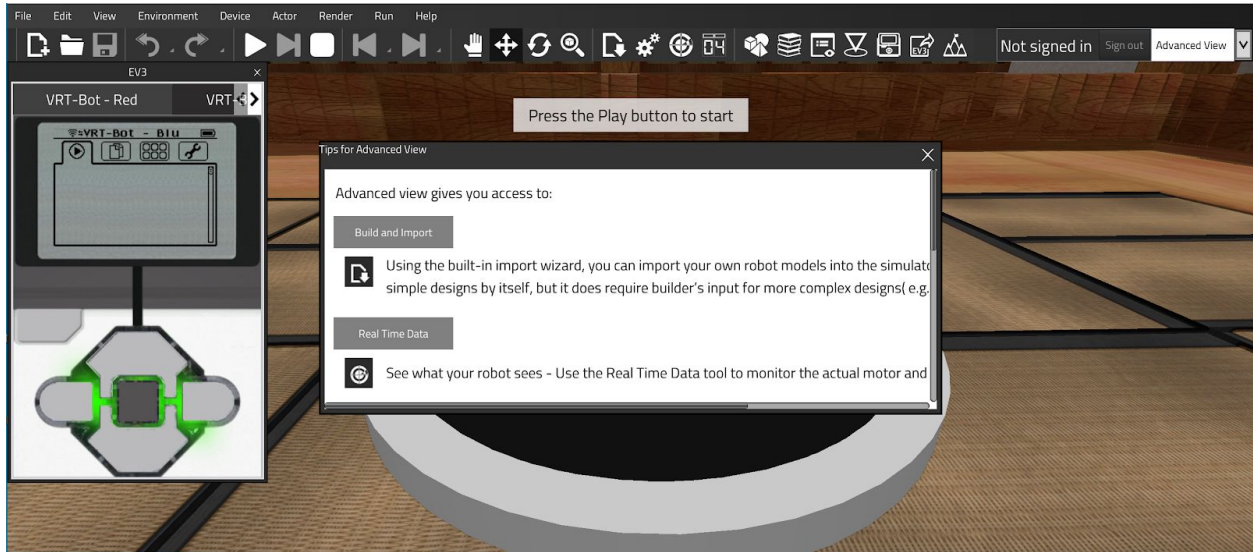 File Edit View Environment Device Actor Render Run Help
Not signed in Sign out Advanced View
EV3
VRT-Bot - Red VRT-
VRT-Bot - Blu
Press the Play button to start
Tips for Advanced View
Advanced view gives you access to:
Build and Import
Using the built-in import wizard, you can import your own robot models into the simulato
simple designs by itself, but it does require builder's input for more complex designs( e.g.
Real Time Data
See what your robot sees - Use the Real Time Data tool to monitor the actual motor and